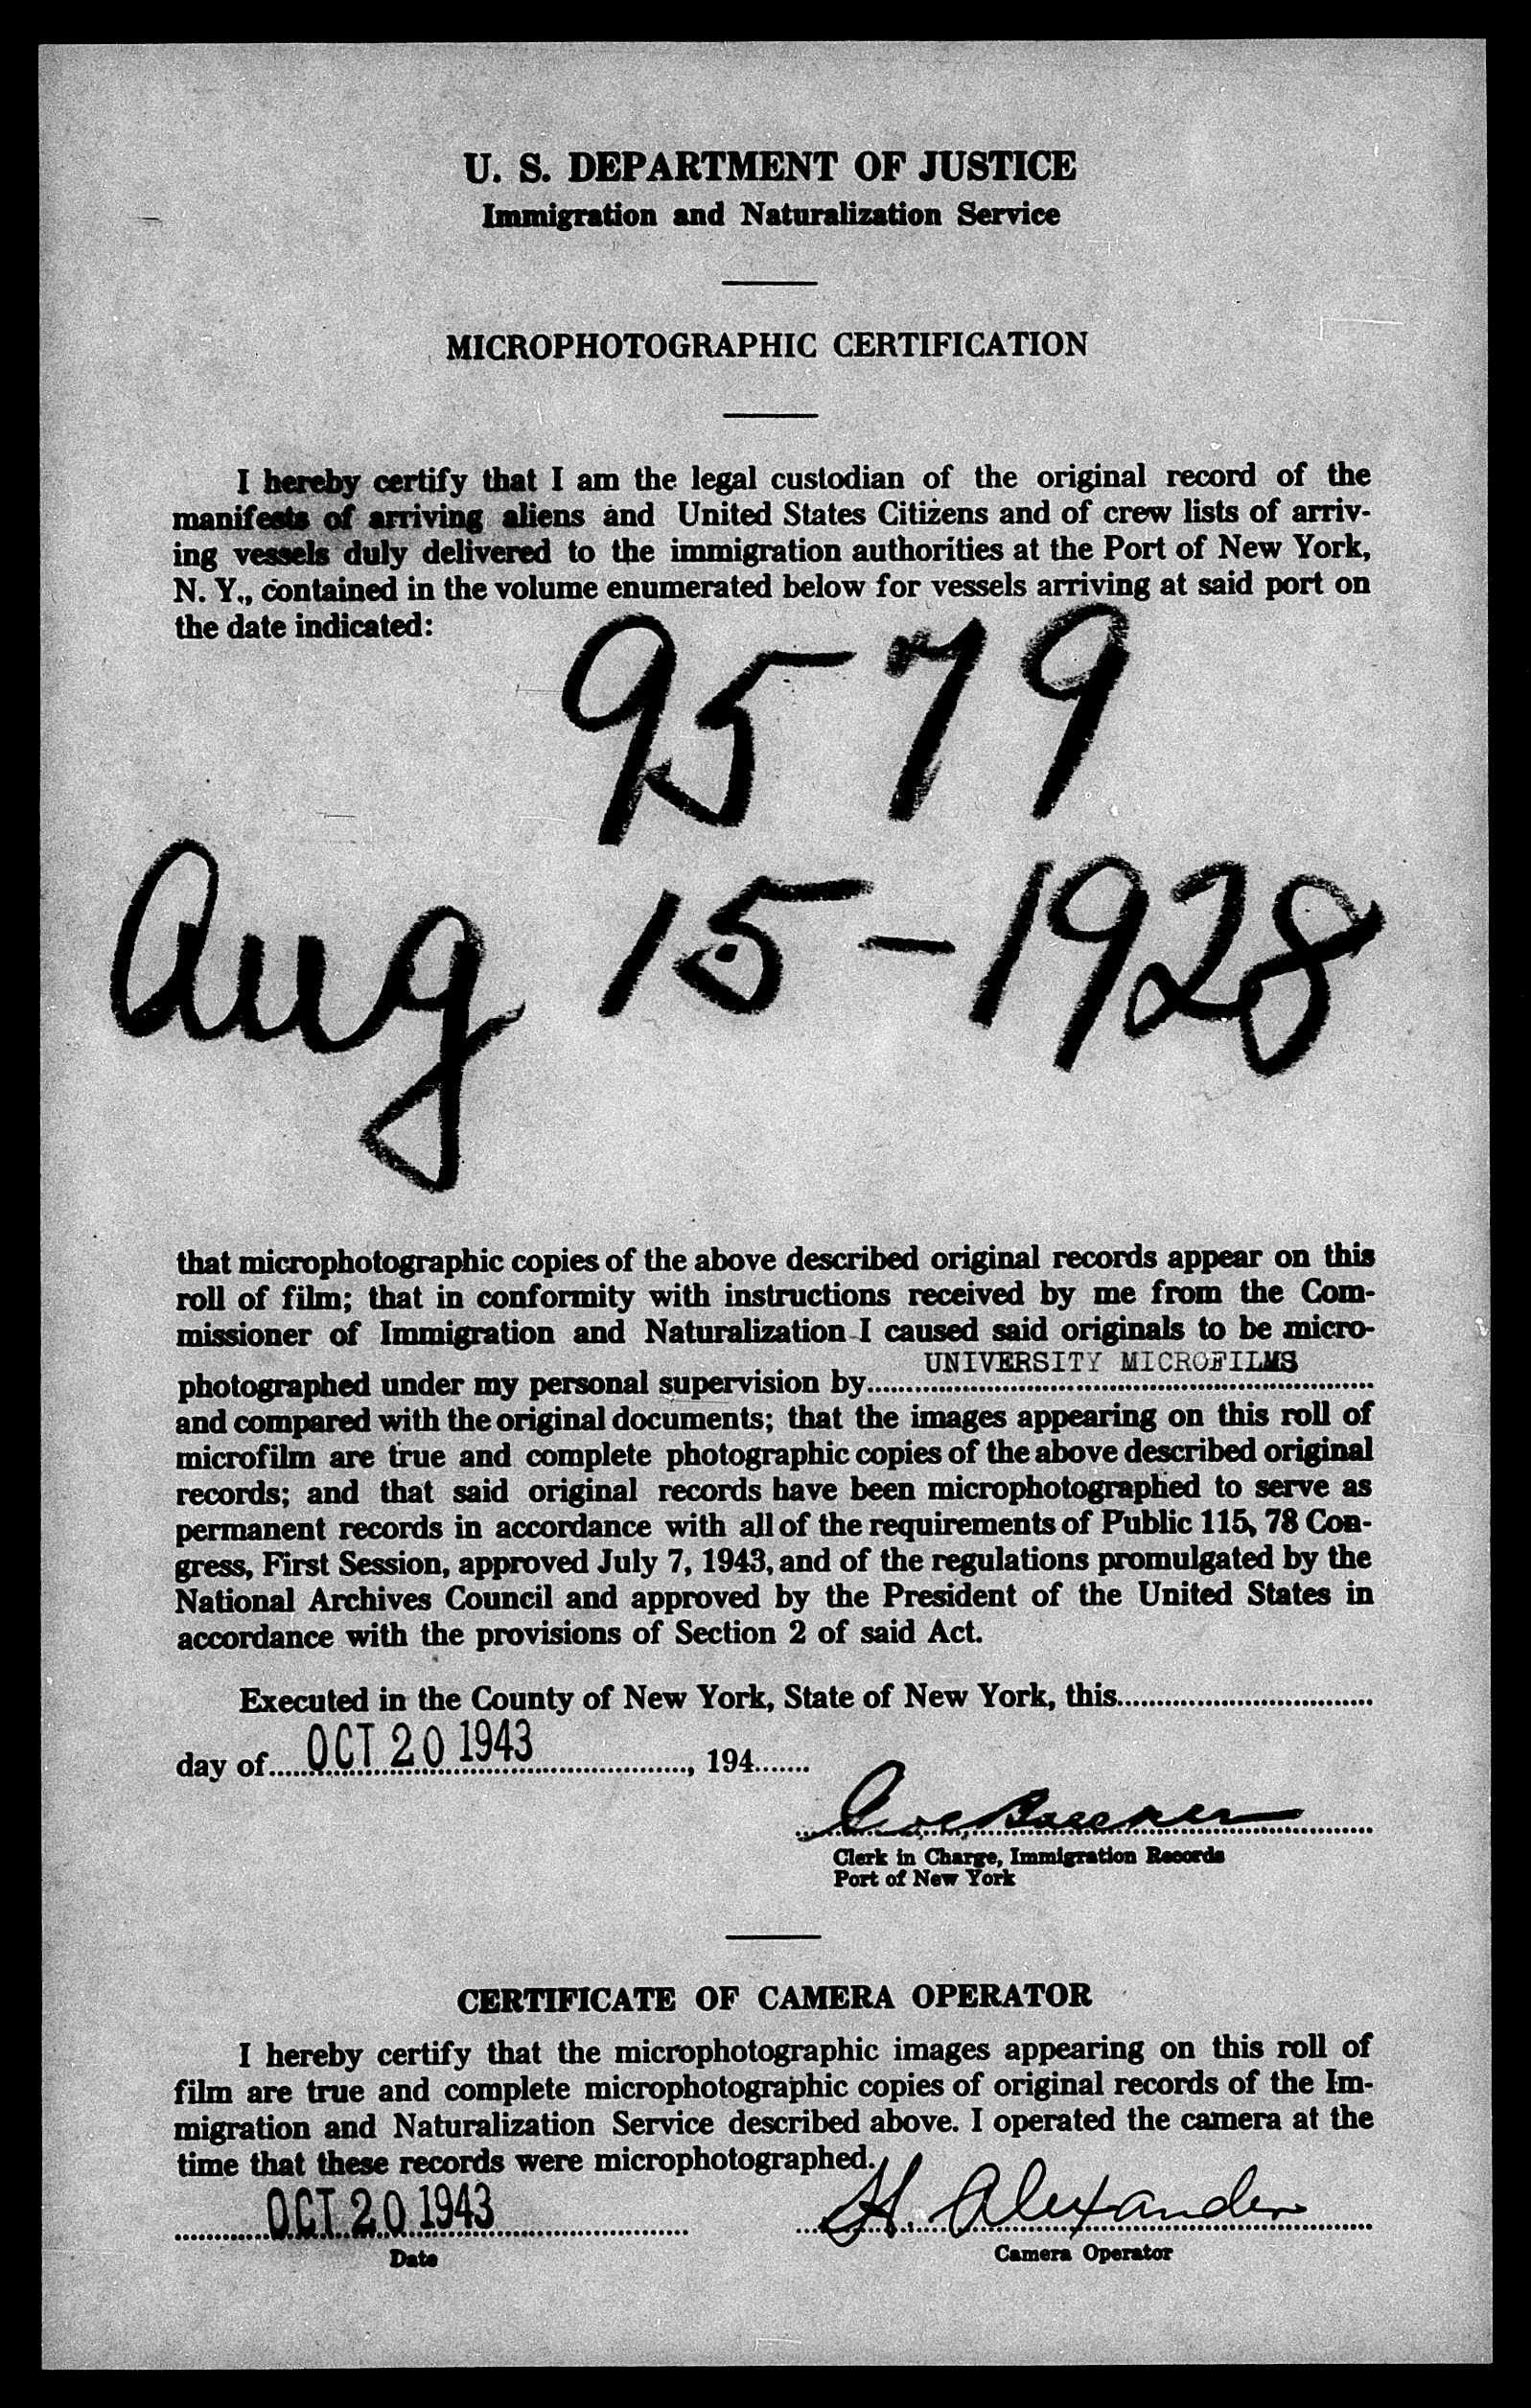 U. S. DEPARTMENT OF JUSTICE
Immigration and Naturalization Service
MICROPHOTOGRAPHIC CERTIFICATION
I hereby certify that I am the legal custodian of the original record of the
manifests of arriving aliens and United States Citizens and of crew lists of arriv-
ing vessels duly delivered to the immigration authorities at the Port of New York,
N. Y., contained in the volume enumerated below for vessels arriving at said port on
the date indicated:
9579
Aug 15-1928
that microphotographic copies of the above described original records appear on this
roll of film; that in conformity with instructions received by me from the Com-
missioner of Immigration and Naturalization I caused said originals to be micro-
photographed under my personal supervision by UNIVERSITY MICROFILMS
and compared with the original documents; that the images appearing on this roll of
microfilm are true and complete photographic copies of the above described original
records; and that said original records have been microphotographed to serve as
permanent records in accordance with all of the requirements of Public 115, 78 Con-
gress, First Session, approved July 7, 1943, and of the regulations promulgated by the
National Archives Council and approved by the President of the United States in
accordance with the provisions of Section 2 of said Act.
Executed in the County of New York, State of New York, this
day of OCT 20 1943, 194
Clerk in Charge, Immigration Records
Port of New York
CERTIFICATE OF CAMERA OPERATOR
I hereby certify that the microphotographic images appearing on this roll of
film are true and complete microphotographic copies of original records of the Im-
migration and Naturalization Service described above. I operated the camera at the
time that these records were microphotographed.
OCT 20 1943 H. Alexander
Date Camera Operator